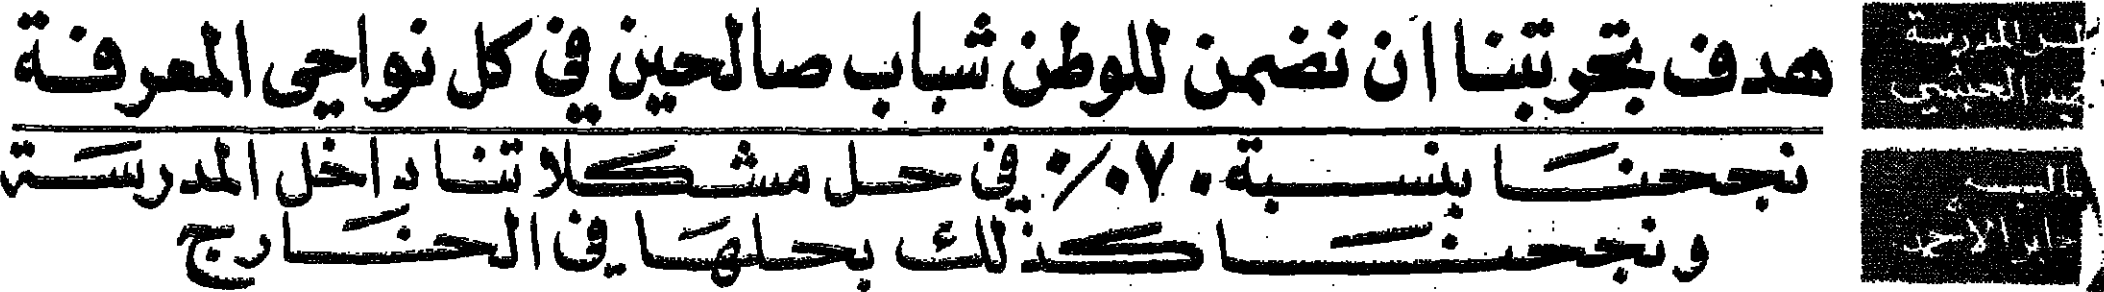 هدف تجربتنا ان نضمن للوطن شباب صالحين في كل نواحي المعرفة
نجحنا بنسبة ٧٠٪ في حل مشكلاتنا داخل المدرسة
ونجحنا كذلك بحلها في الخارج